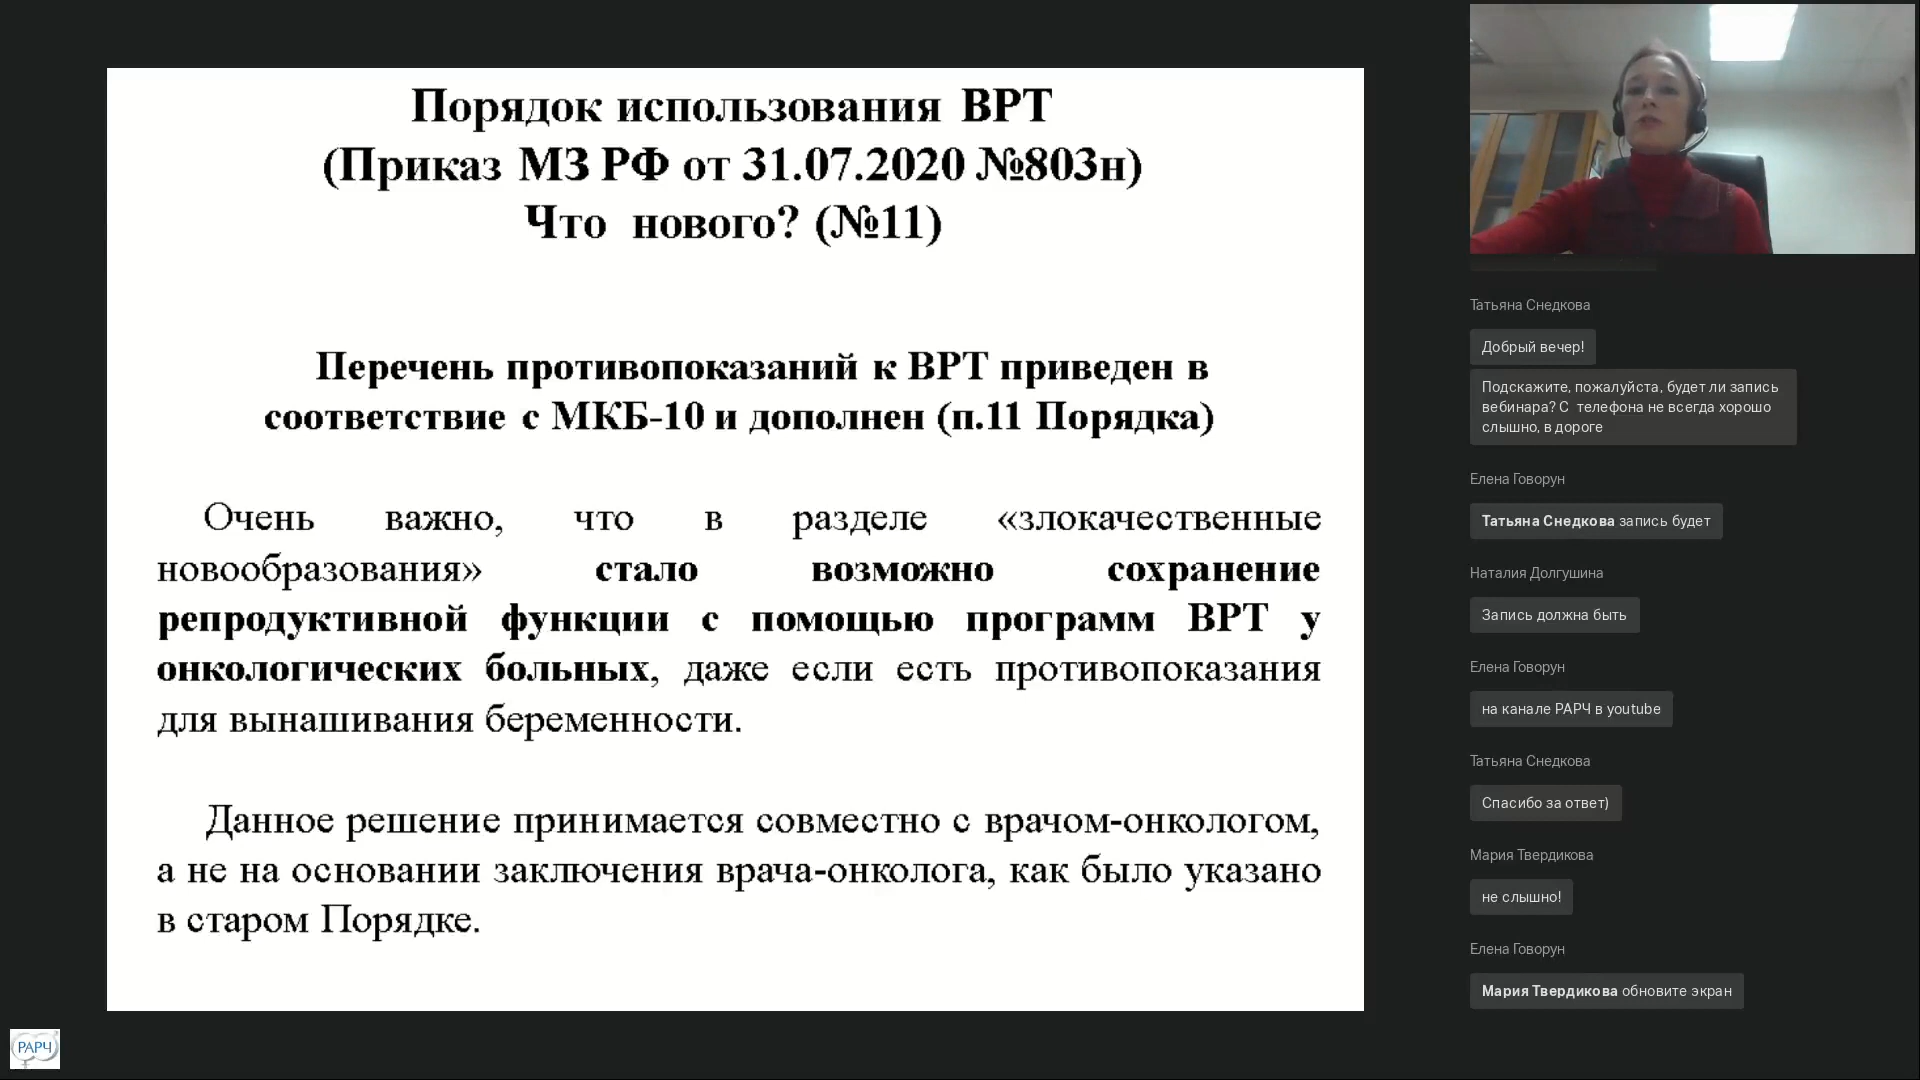 Порядок использования ВРТ
(Приказ МЗ РФ от 31.07.2020 №803н)
Что нового? (№11)
Перечень противопоказаний к ВРТ приведен в
соответствие с МКБ-10 и дополнен (п.11 Порядка)
Очень важно, что в разделе «злокачественные
новообразования» стало возможно сохранение
репродуктивной функции с помощью программ ВРТ у
онкологических больных, даже если есть противопоказания
для вынашивания беременности.
Данное решение принимается совместно с врачом-онкологом,
а не на основании заключения врача-онколога, как было указано
в старом Порядке.
Татьяна Снедкова
Добрый вечер!
Подскажите, пожалуйста, будет ли запись
вебинара? С телефона не всегда хорошо
слышно, в дороге
Елена Говорун
Татьяна Снедкова запись будет
Наталия Долгушина
Запись должна быть
Елена Говорун
на канале РАРЧ в youtube
Татьяна Снедкова
Спасибо за ответ)
Мария Твердикова
не слышно!
Елена Говорун
Мария Твердикова обновите экран
РАРЧ